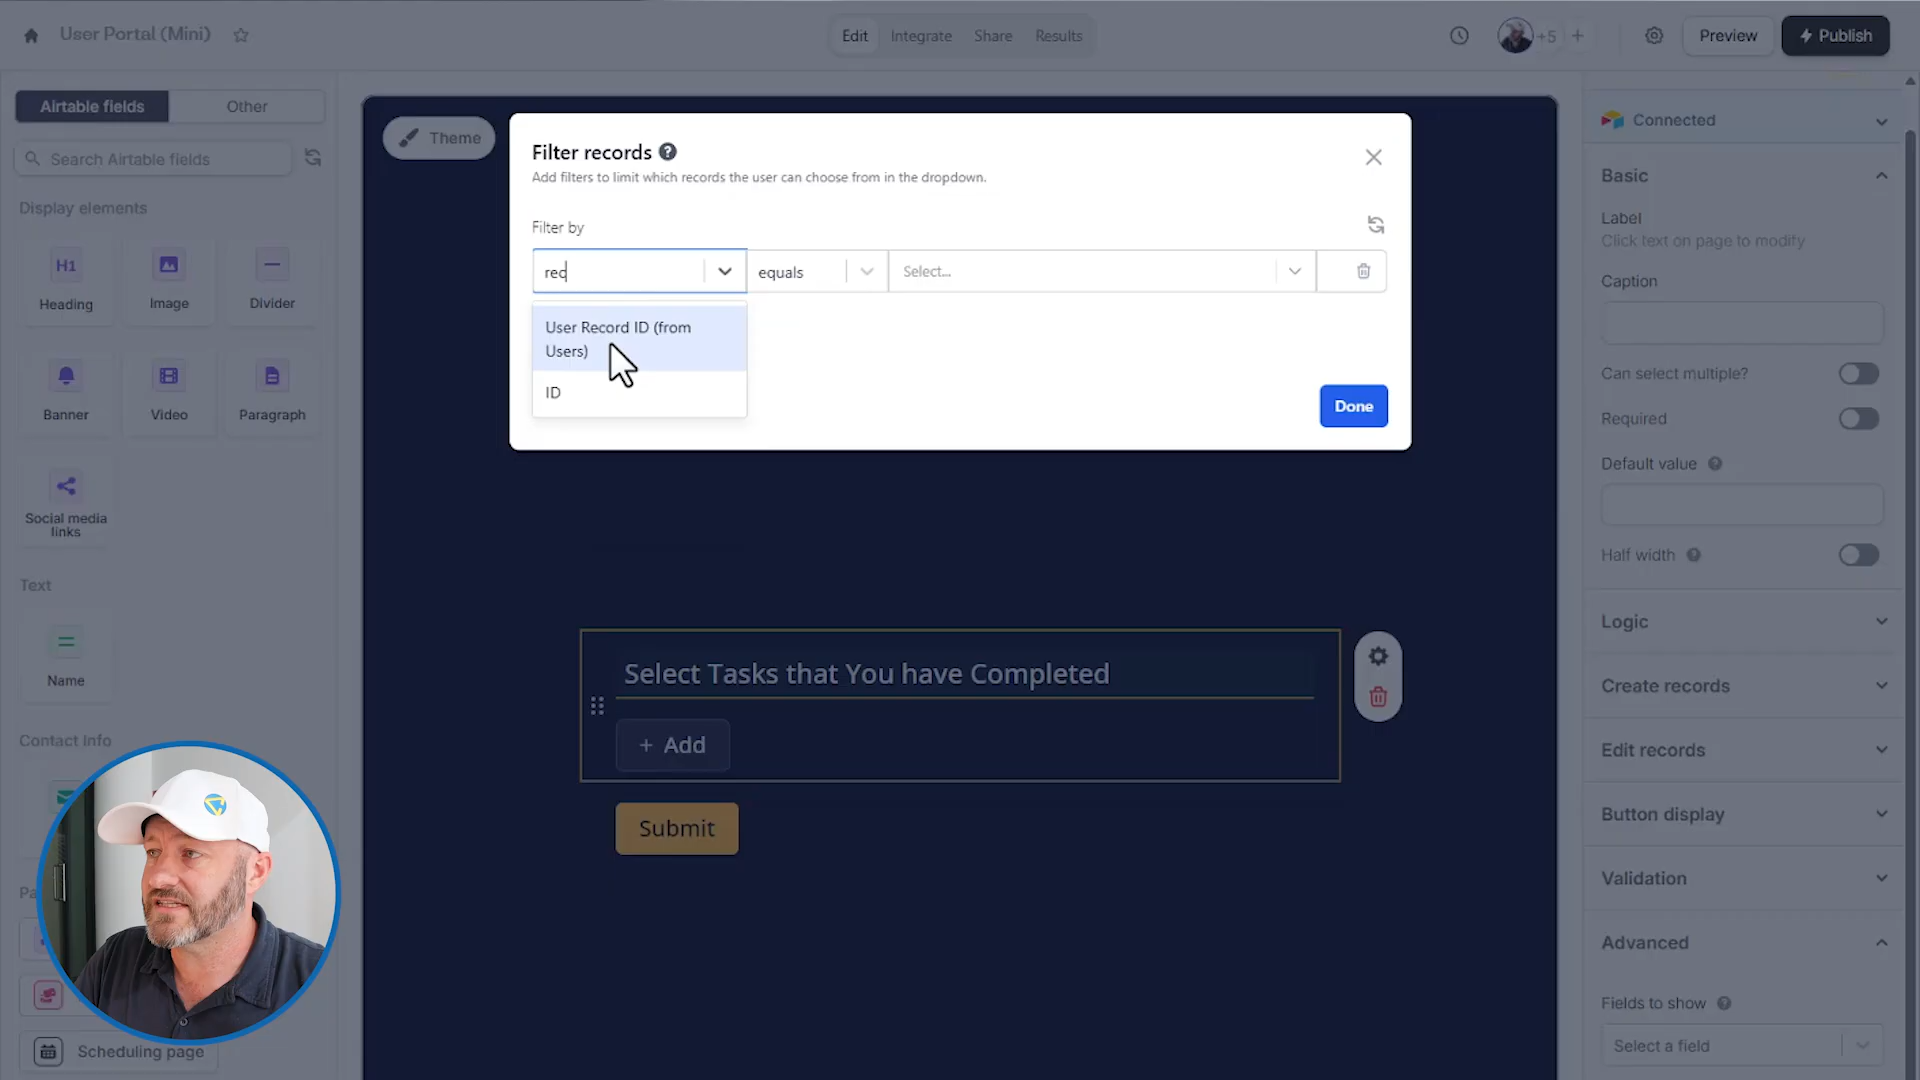 User Portal (Mini)
Edit
Integrate
Share
Results
+5
Preview
Publish
Airtable fields
Other
Search Airtable fields
Display elements
H1
Heading
Image
Divider
Banner
Video
Paragraph
Social media
links
Text
Name
Contact Info
Pa
Scheduling page
Theme
Filter records
Add filters to limit which records the user can choose from in the dropdown.
Filter by
rec
equals
Select...
User Record ID (from
Users)
ID
Done
Select Tasks that You have Completed
+ Add
Submit
Connected
Basic
Label
Click text on page to modify
Caption
Can select multiple?
Required
Default value
Half width
Logic
Create records
Edit records
Button display
Validation
Advanced
Fields to show
Select a field